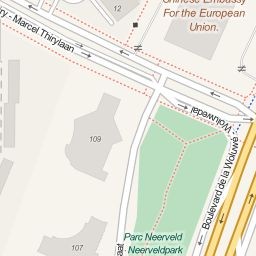 12
Chinese Embassy
For the European
Union.
ry - Marcel Thirylaan
Woluwedal
109
Boulevard de la Woluwe
Parc Neerveld
Neerveldpark
107
aat